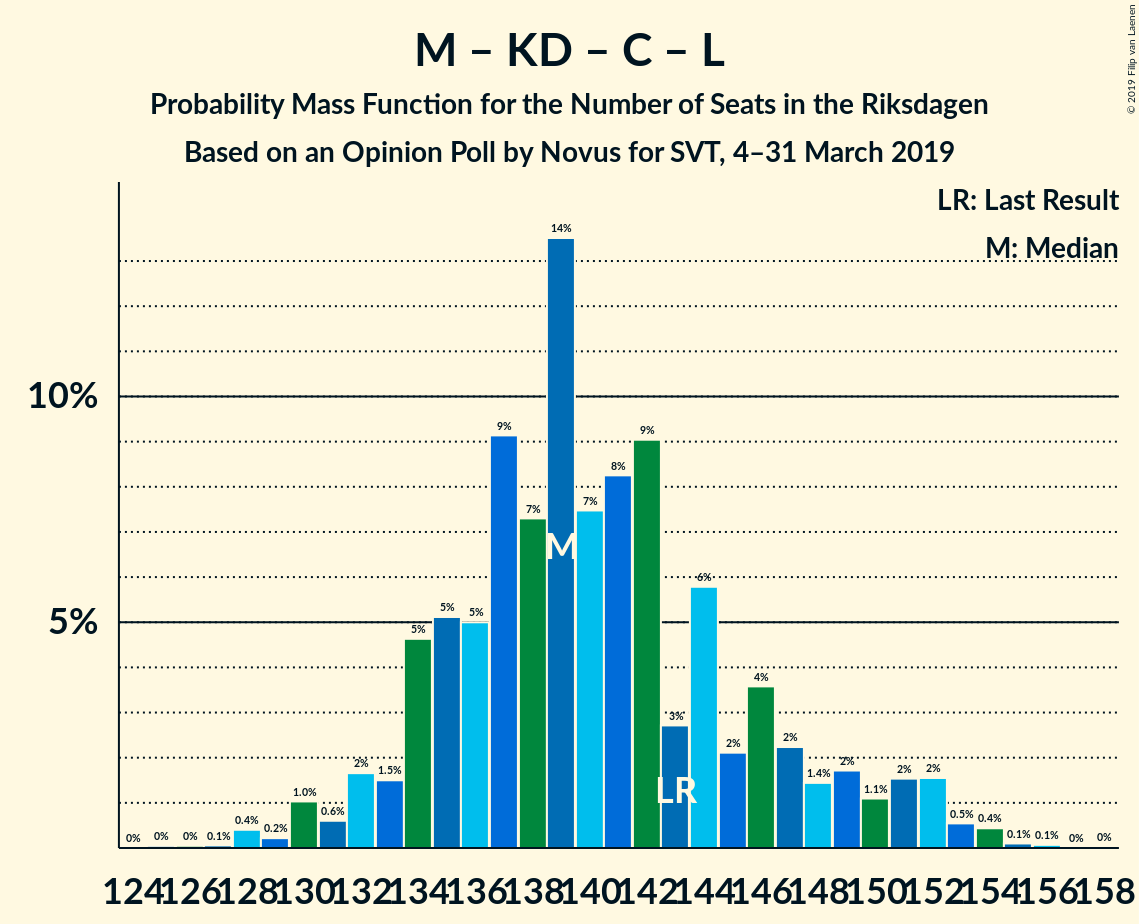 M – KD – C – L
Probability Mass Function for the Number of Seats in the Riksdagen
Based on an Opinion Poll by Novus for SVT, 4–31 March 2019
© 2019 Filip van Laenen
LR: Last Result
M: Median
10%
5%
0% 0% 0% 0.1% 0.4% 0.2% 1.0% 0.6% 2% 1.5% 5% 5% 5% 9% 7% 14% 7% 8% 9% 3% 6% 2% 4% 2% 1.4% 2% 1.1% 2% 2% 0.5% 0.4% 0.1% 0.1% 0% 0%
M
LR
124 126 128 130 132 134 136 138 140 142 144 146 148 150 152 154 156 158